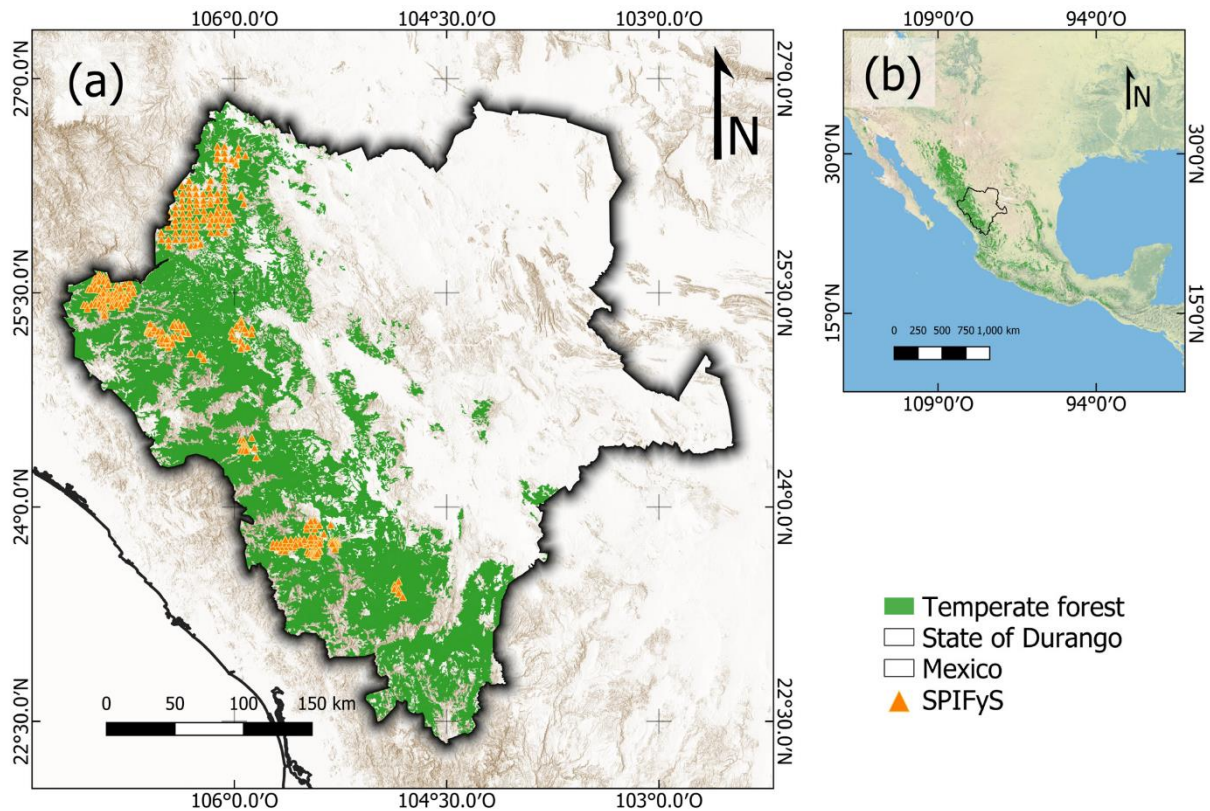 106°0.0'O 104°30.0'O 103°0.0'O
(a)
N
27°0.0'N
25°30.0'N
24°0.0'N
22°30.0'N
27°0.0'N
25°30.0'N
24°0.0'N
22°30.0'N
0 50 100 150 km
106°0.0'O 104°30.0'O 103°0.0'O
109°0'O 94°0'O
(b)
N
30°0'N
15°0'N
30°0'N
15°0'N
0 250 500 750 1,000 km
109°0'O 94°0'O
Temperate forest
State of Durango
Mexico
SPIFyS